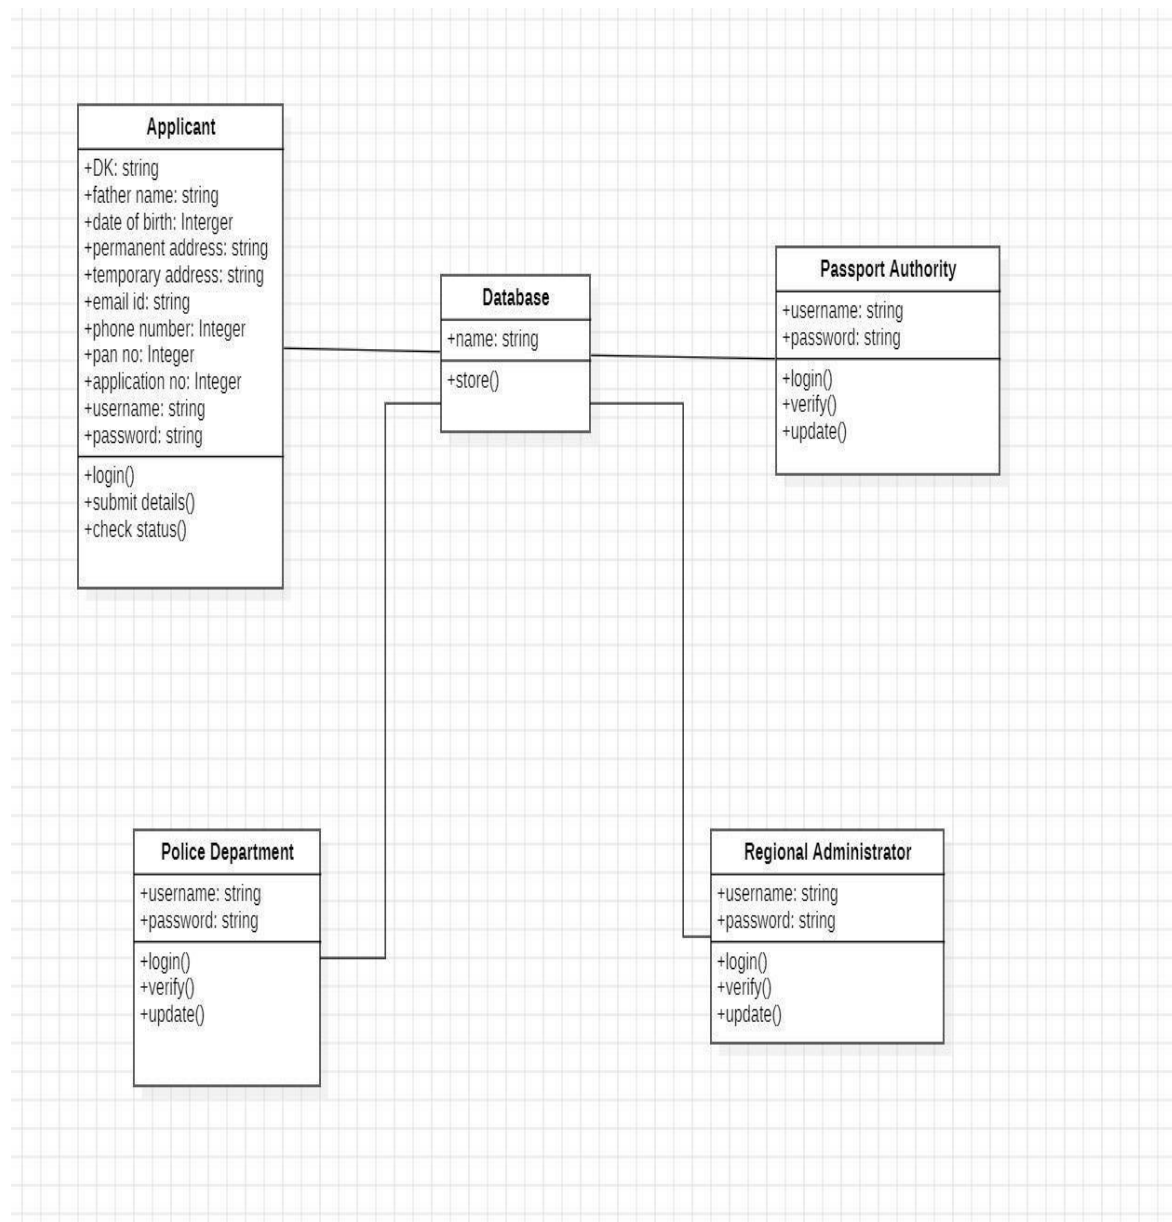 Applicant
+DK: string
+father name: string
+date of birth: Interger
+permanent address: string
+temporary address: string
+email id: string
+phone number: Integer
+pan no: Integer
+application no: Integer
+username: string
+password: string
+login()
+submit details()
+check status()
Database
+name: string
+store()
Passport Authority
+username: string
+password: string
+login()
+verify()
+update()
Police Department
+username: string
+password: string
+login()
+verify()
+update()
Regional Administrator
+username: string
+password: string
+login()
+verify()
+update()